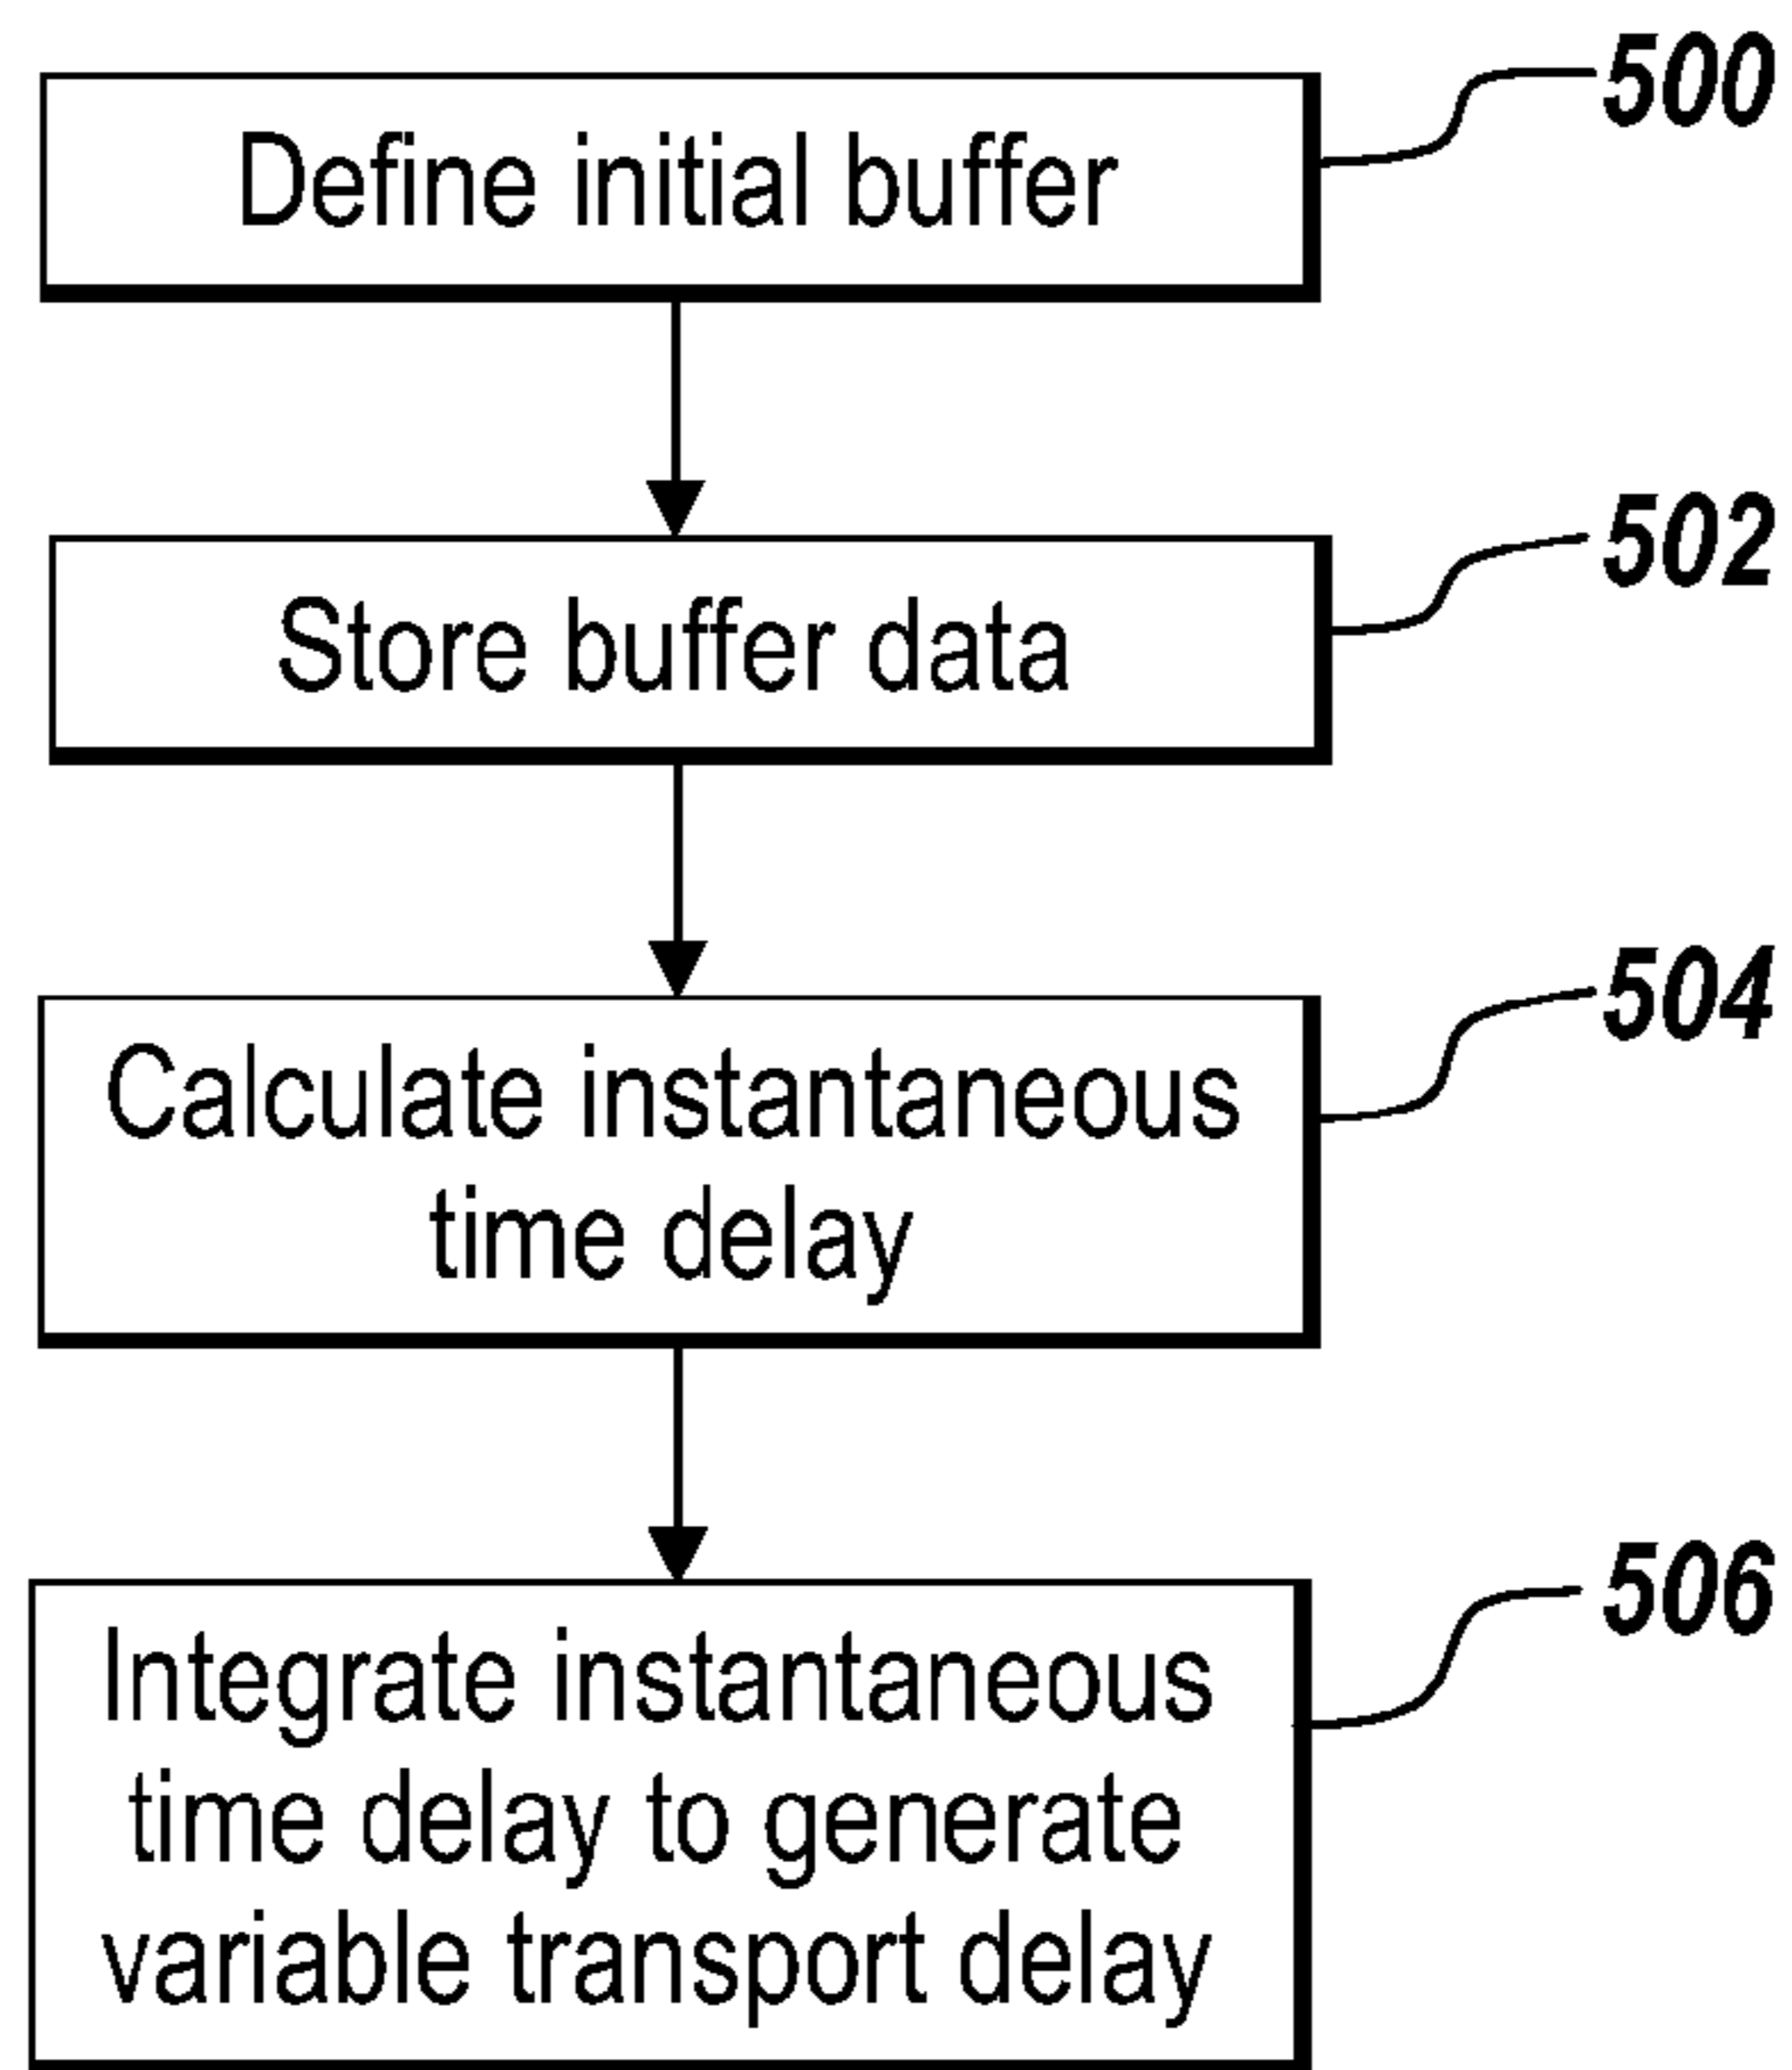 500
Define initial buffer
502
Store buffer data
504
Calculate instantaneous
time delay
506
Integrate instantaneous
time delay to generate
variable transport delay